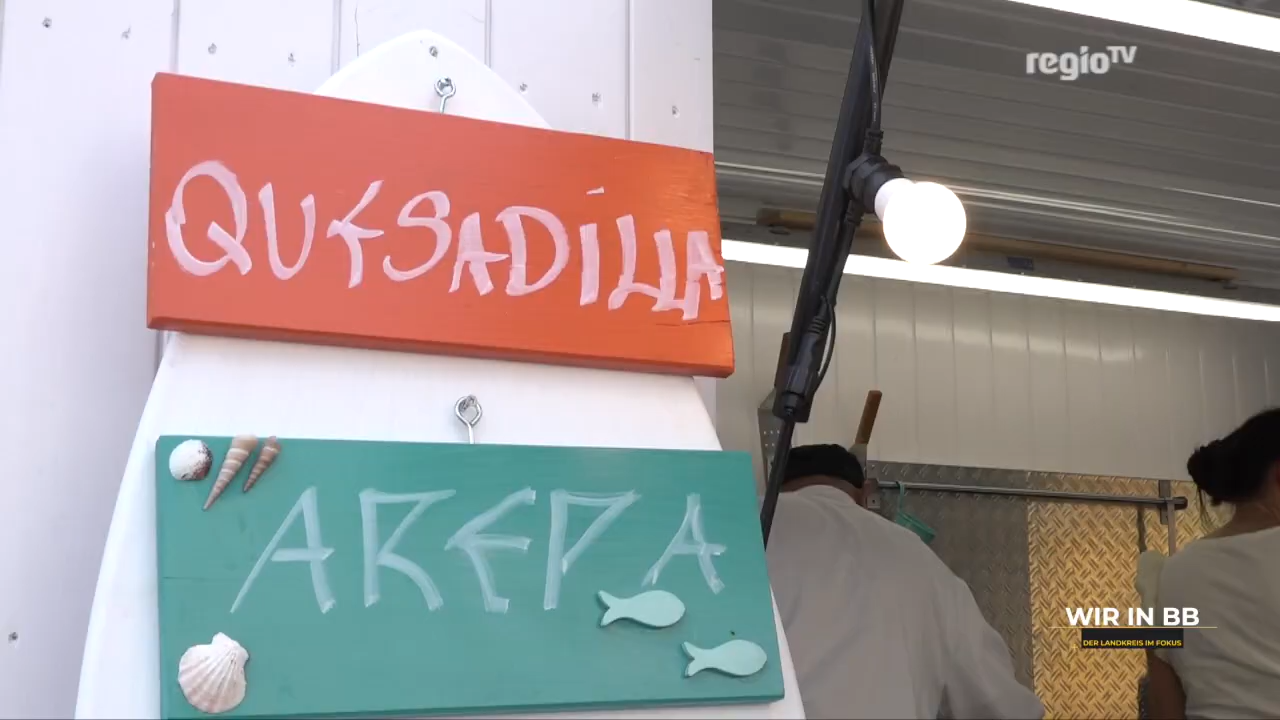 regioTV
QUESADILLA
AREPA
WIR IN BB
DER LANDKREIS IM FOKUS